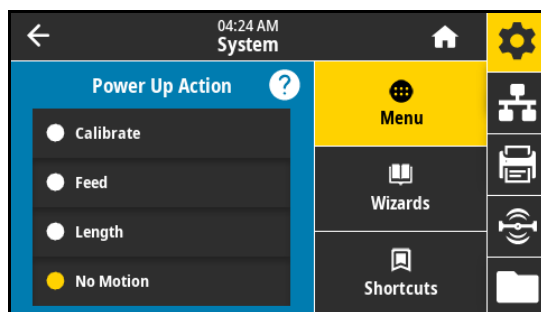 04:24 AM
System
Power Up Action
?
Calibrate
Feed
Length
No Motion
Menu
Wizards
Shortcuts